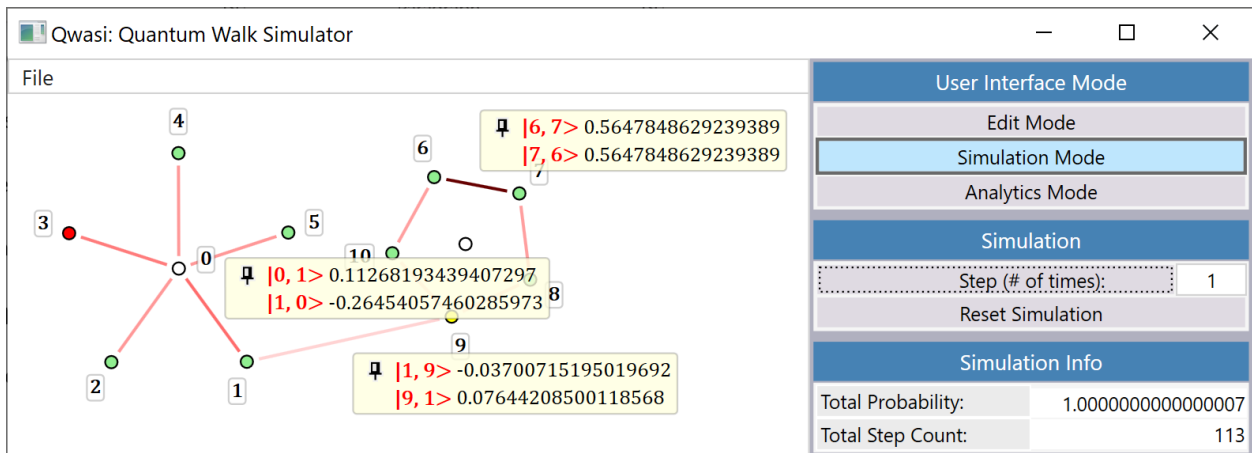 Qwasi: Quantum Walk Simulator
File
User Interface Mode
Edit Mode
Simulation Mode
Analytics Mode
Simulation
Step (# of times): 1
Reset Simulation
Simulation Info
Total Probability: 1.0000000000000007
Total Step Count: 113
4
|6, 7> 0.5647848629239389
|7, 6> 0.5647848629239389
6
7
3
5
0
10
|0, 1> 0.11268193439407297
|1, 0> -0.26454057460285973
8
9
2
1
|1, 9> -0.03700715195019692
|9, 1> 0.07644208500118568